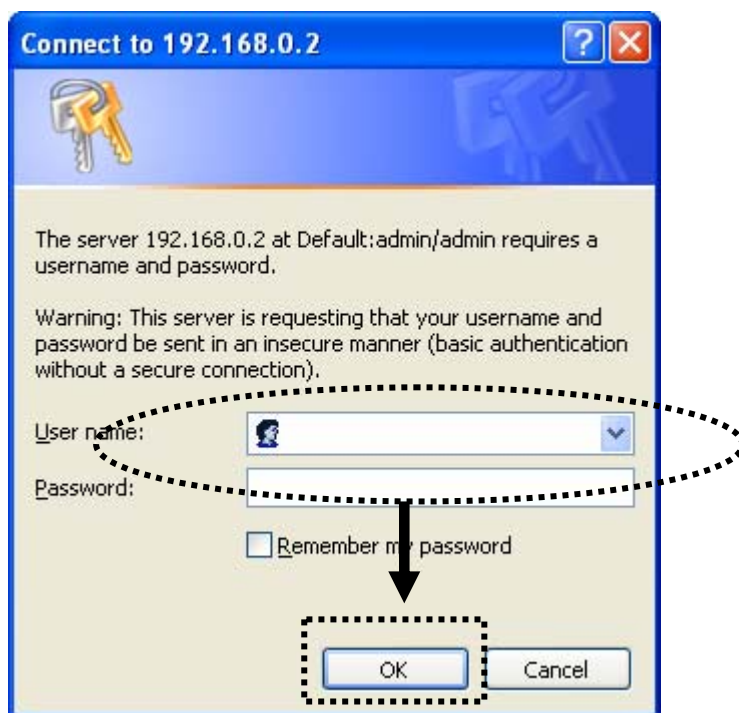 Connect to 192.168.0.2
The server 192.168.0.2 at Default:admin/admin requires a
username and password.
Warning: This server is requesting that your username and
password be sent in an insecure manner (basic authentication
without a secure connection).
User name:
Password:
Remember my password
OK Cancel